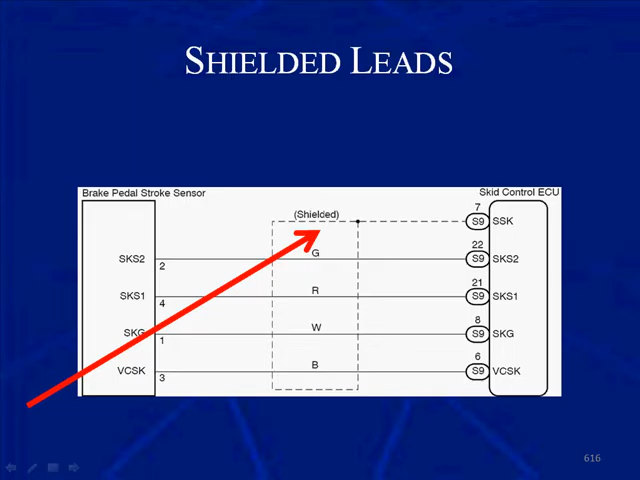 SHIELDED LEADS
Brake Pedal Stroke Sensor
Skid Control ECU
(Shielded)
7
S9
SSK
SKS2
2
G
22
S9
SKS2
SKS1
4
R
21
S9
SKS1
SKG
1
W
8
S9
SKG
VCSK
3
B
6
S9
VCSK
616